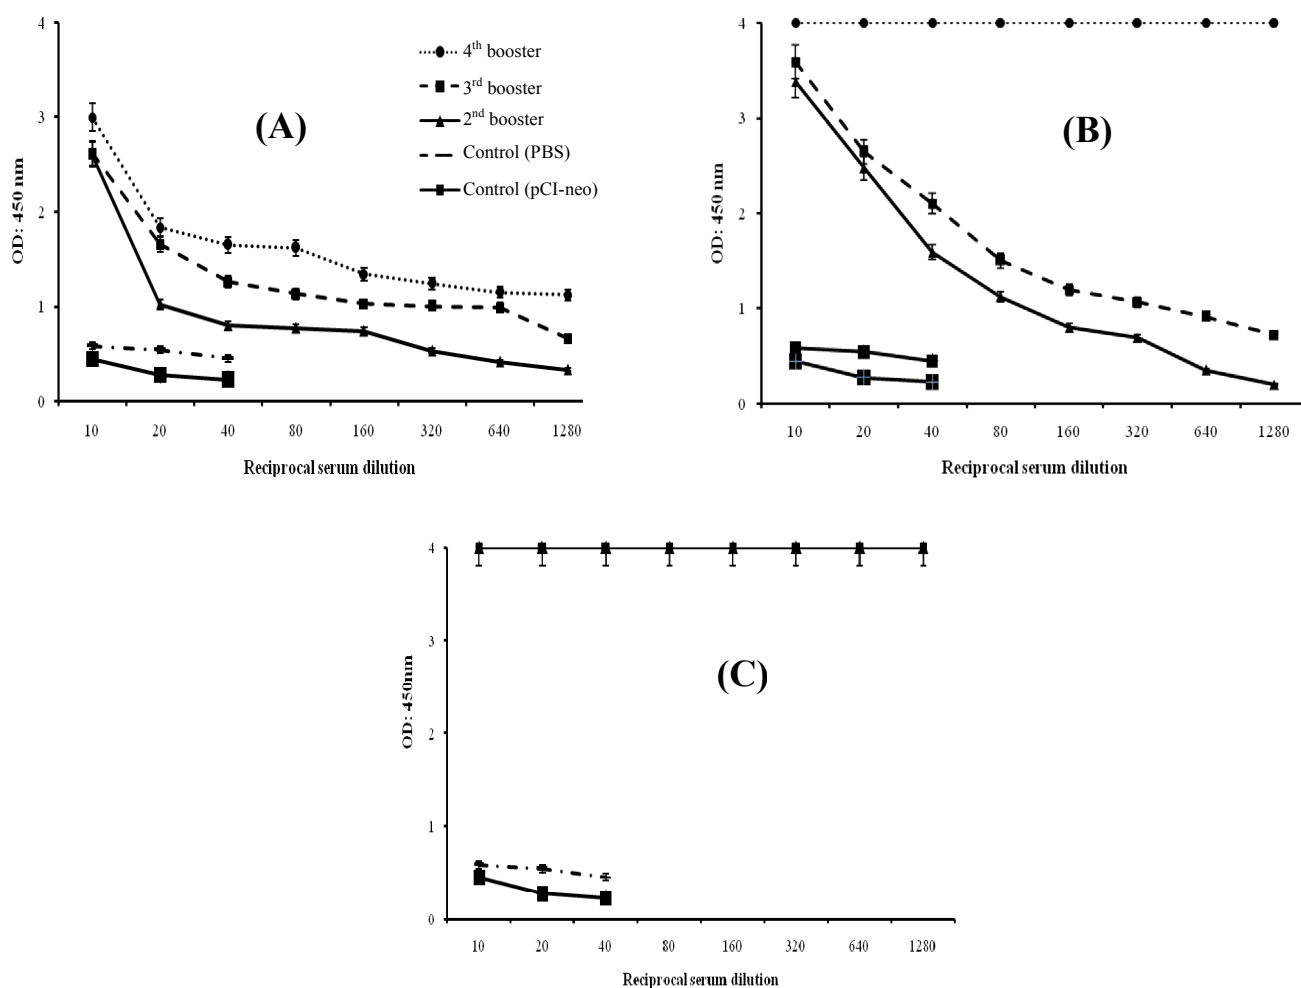 OD: 450 nm
4
3
2
1
0
4th booster
3rd booster
2nd booster
Control (PBS)
Control (pCI-neo)
(A)
10 20 40 80 160 320 640 1280
Reciprocal serum dilution
OD: 450 nm
4
3
2
1
0
(B)
10 20 40 80 160 320 640 1280
Reciprocal serum dilution
OD: 450nm
4
3
2
1
0
(C)
10 20 40 80 160 320 640 1280
Reciprocal serum dilution